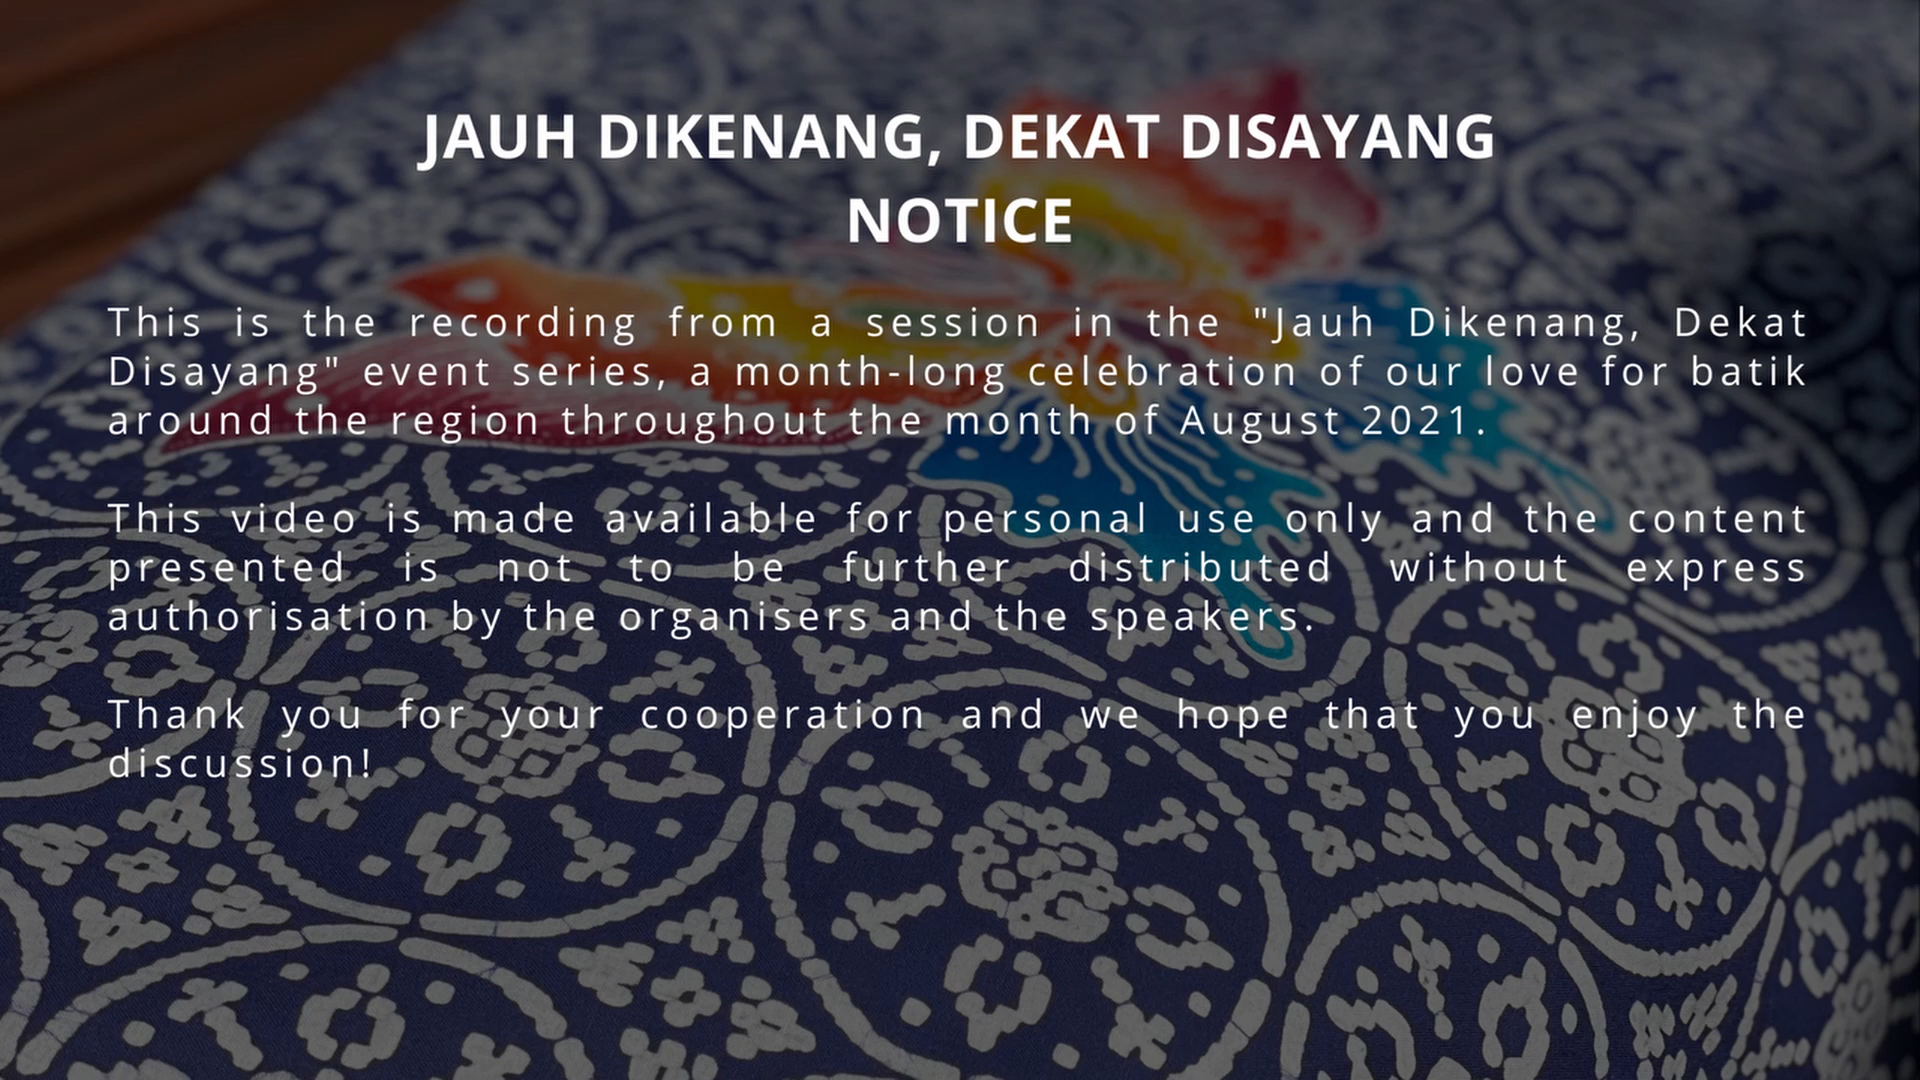 JAUH DIKENANG, DEKAT DISAYANG
NOTICE
This is the recording from a session in the "Jauh Dikenang, Dekat
Disayang" event series, a month-long celebration of our love for batik
around the region throughout the month of August 2021.
This video is made available for personal use only and the content
presented is not to be further distributed without express
authorisation by the organisers and the speakers.
Thank you for your cooperation and we hope that you enjoy the
discussion!